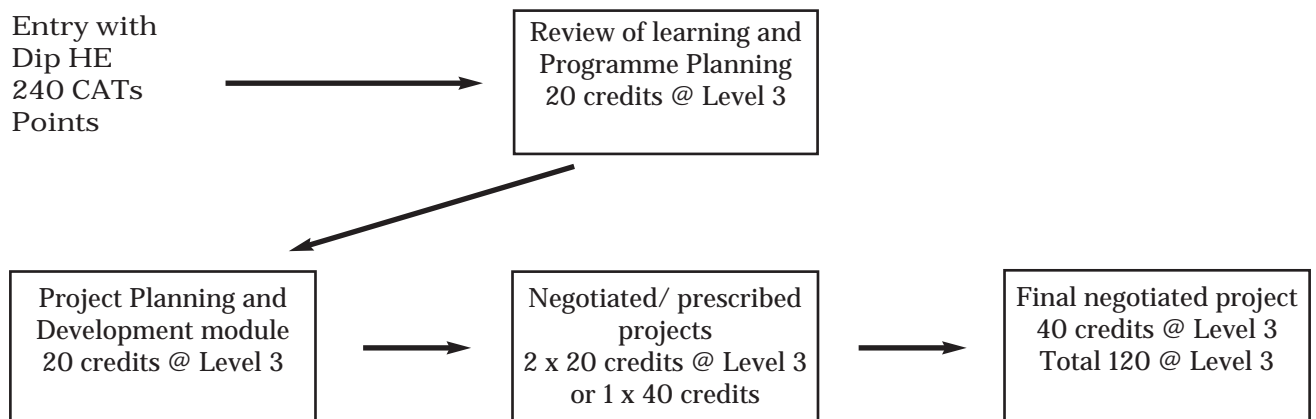 Entry with
Dip HE
240 CATs
Points
Review of learning and
Programme Planning
20 credits @ Level 3
Project Planning and
Development module
20 credits @ Level 3
Negotiated/ prescribed
projects
2 x 20 credits @ Level 3
or 1 x 40 credits
Final negotiated project
40 credits @ Level 3
Total 120 @ Level 3